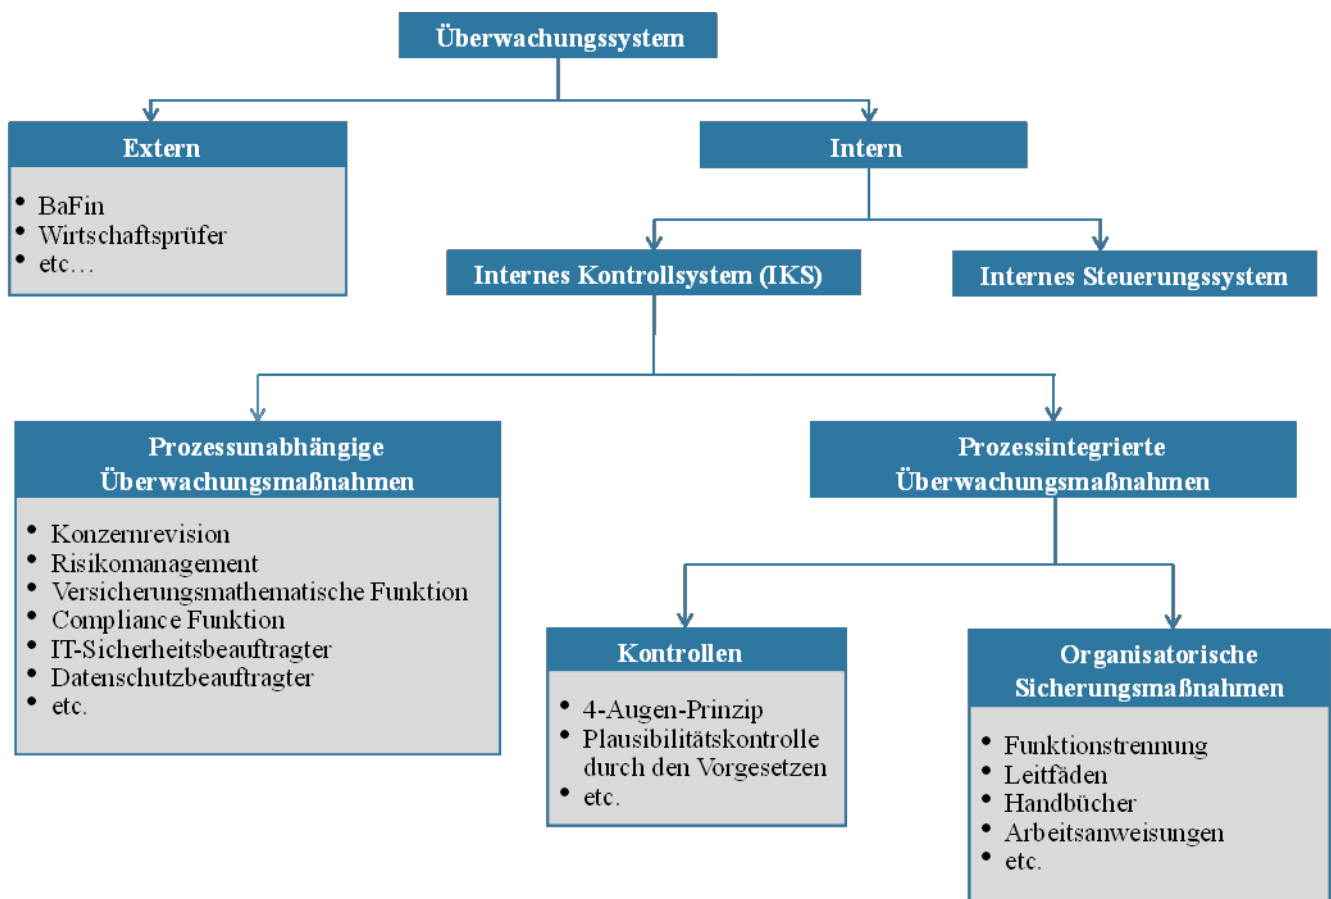 Überwachungssystem
Extern
• BaFin
• Wirtschaftsprüfer
• etc…
Intern
Internes Kontrollsystem (IKS)
Internes Steuerungssystem
Prozessunabhängige
Überwachungsmaßnahmen
• Konzernrevision
• Risikomanagement
• Versicherungsmathematische Funktion
• Compliance Funktion
• IT-Sicherheitsbeauftragter
• Datenschutzbeauftragter
• etc.
Prozessintegrierte
Überwachungsmaßnahmen
Kontrollen
• 4-Augen-Prinzip
• Plausibilitätskontrolle
durch den Vorgesetzen
• etc.
Organisatorische
Sicherungsmaßnahmen
• Funktionstrennung
• Leitfäden
• Handbücher
• Arbeitsanweisungen
• etc.